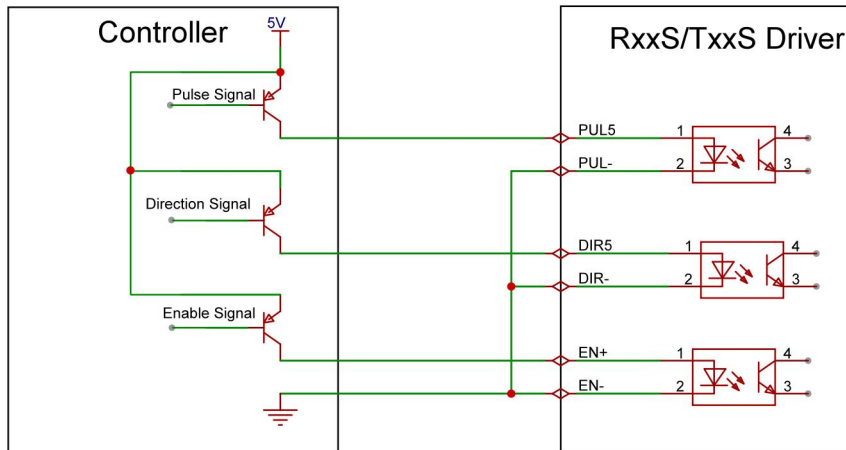 Controller
5V
RxxS/TxxS Driver
Pulse Signal
PUL5
1
4
PUL-
2
3
Direction Signal
DIR5
1
4
DIR-
2
3
Enable Signal
EN+
1
4
EN-
2
3